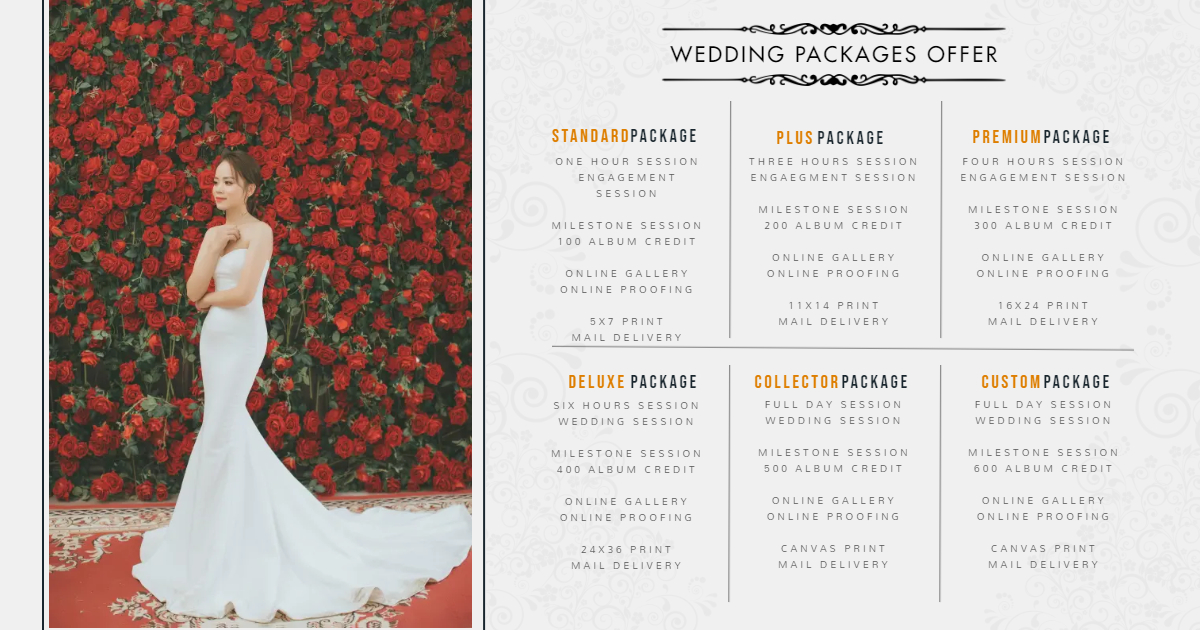 WEDDING PACKAGES OFFER
STANDARDPACKAGE
ONE HOUR SESSION
ENGAGEMENT
SESSION
MILESTONE SESSION
100 ALBUM CREDIT
ONLINE GALLERY
ONLINE PROOFING
5X7 PRINT
MAIL DELIVERY
PLUS PACKAGE
THREE HOURS SESSION
ENGAEGMENT SESSION
MILESTONE SESSION
200 ALBUM CREDIT
ONLINE GALLERY
ONLINE PROOFING
11X14 PRINT
MAIL DELIVERY
PREMIUMPACKAGE
FOUR HOURS SESSION
ENGAGEMENT SESSION
MILESTONE SESSION
300 ALBUM CREDIT
ONLINE GALLERY
ONLINE PROOFING
16X24 PRINT
MAIL DELIVERY
DELUXE PACKAGE
SIX HOURS SESSION
WEDDING SESSION
MILESTONE SESSION
400 ALBUM CREDIT
ONLINE GALLERY
ONLINE PROOFING
24X36 PRINT
MAIL DELIVERY
COLLECTORPACKAGE
FULL DAY SESSION
WEDDING SESSION
MILESTONE SESSION
500 ALBUM CREDIT
ONLINE GALLERY
ONLINE PROOFING
CANVAS PRINT
MAIL DELIVERY
CUSTOMPACKAGE
FULL DAY SESSION
WEDDING SESSION
MILESTONE SESSION
600 ALBUM CREDIT
ONLINE GALLERY
ONLINE PROOFING
CANVAS PRINT
MAIL DELIVERY